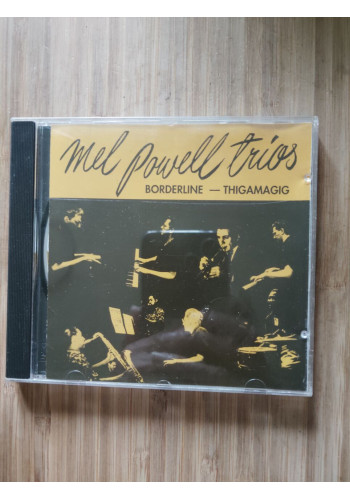 mel powell trios
BORDERLINE — THIGAMAGIG